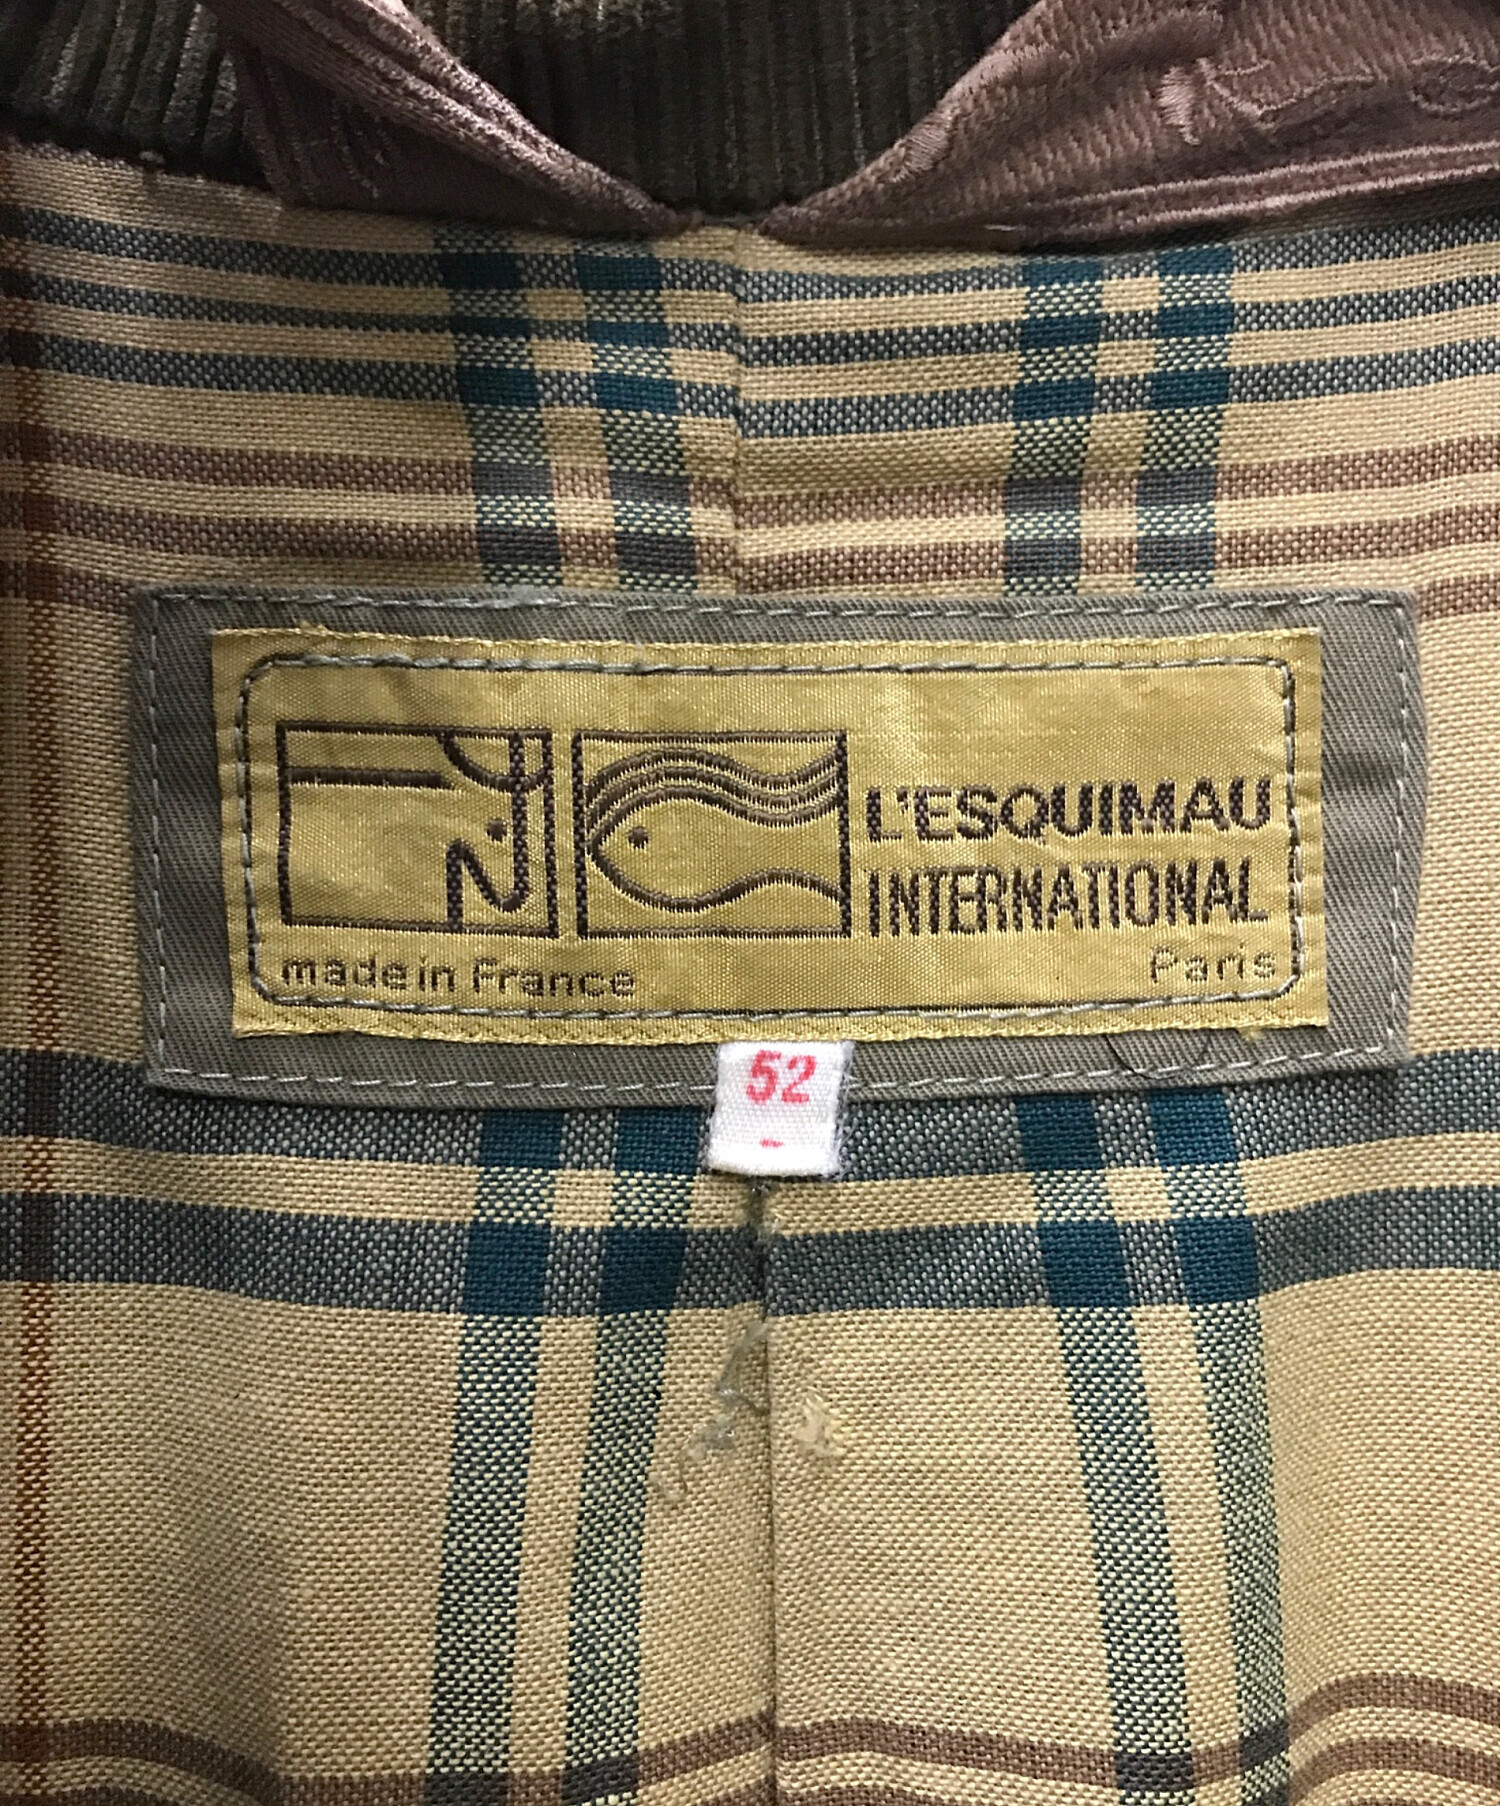 L'ESQUIMAU
INTERNATIONAL
made in France
Paris
52
-